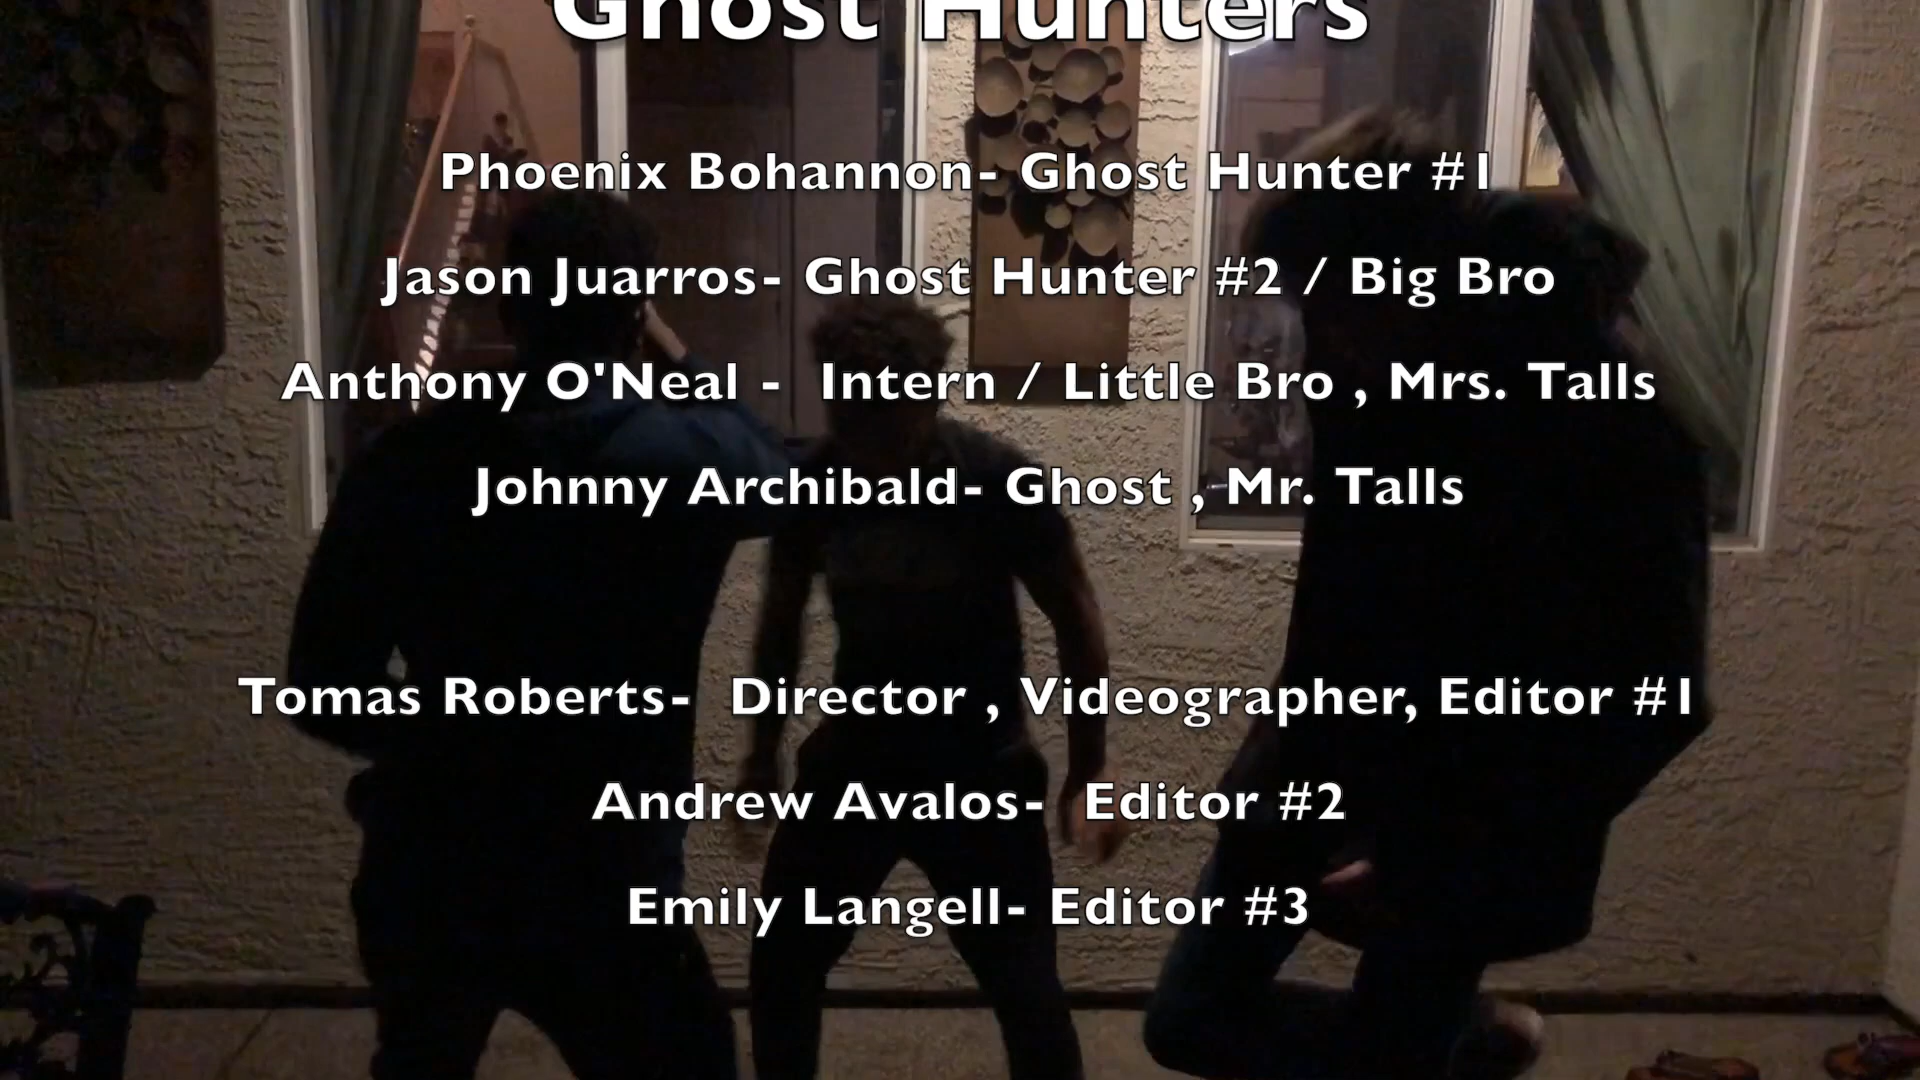 Ghost Hunters
Phoenix Bohannon- Ghost Hunter #1
Jason Juarros- Ghost Hunter #2 / Big Bro
Anthony O'Neal -  Intern / Little Bro , Mrs. Talls
Johnny Archibald- Ghost , Mr. Talls
Tomas Roberts-  Director , Videographer, Editor #1
Andrew Avalos-  Editor #2
Emily Langell- Editor #3